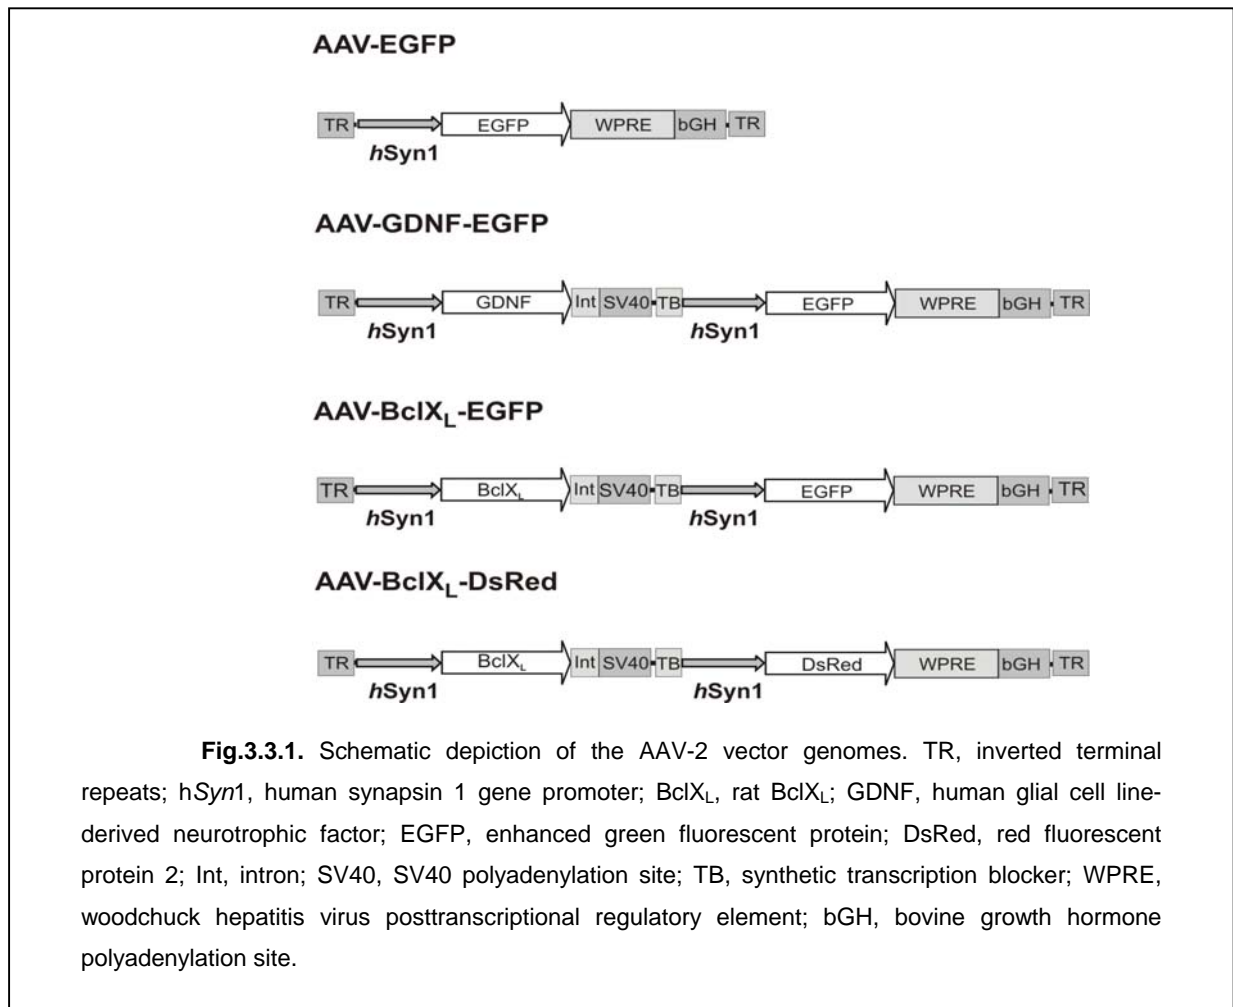 AAV-EGFP
TR EGFP WPRE bGH TR
hSyn1
AAV-GDNF-EGFP
TR GDNF Int SV40 TB EGFP WPRE bGH TR
hSyn1 hSyn1
AAV-BclXL-EGFP
TR BclXL Int SV40 TB EGFP WPRE bGH TR
hSyn1 hSyn1
AAV-BclXL-DsRed
TR BclXL Int SV40 TB DsRed WPRE bGH TR
hSyn1 hSyn1
Fig.3.3.1. Schematic depiction of the AAV-2 vector genomes. TR, inverted terminal
repeats; hSyn1, human synapsin 1 gene promoter; BclXL, rat BclXL; GDNF, human glial cell line-
derived neurotrophic factor; EGFP, enhanced green fluorescent protein; DsRed, red fluorescent
protein 2; Int, intron; SV40, SV40 polyadenylation site; TB, synthetic transcription blocker; WPRE,
woodchuck hepatitis virus posttranscriptional regulatory element; bGH, bovine growth hormone
polyadenylation site.